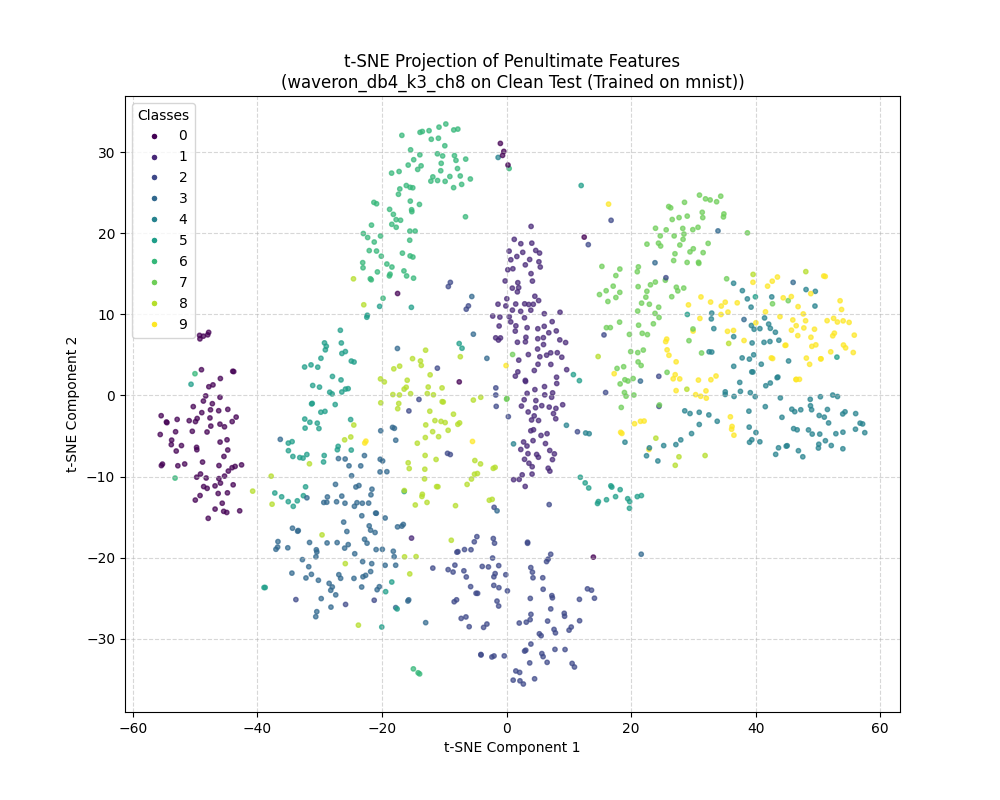 t-SNE Projection of Penultimate Features
(waveron_db4_k3_ch8 on Clean Test (Trained on mnist))
Classes
0
1
2
3
4
5
6
7
8
9
30
20
10
0
−10
−20
−30
t-SNE Component 2
−60 −40 −20 0 20 40 60
t-SNE Component 1